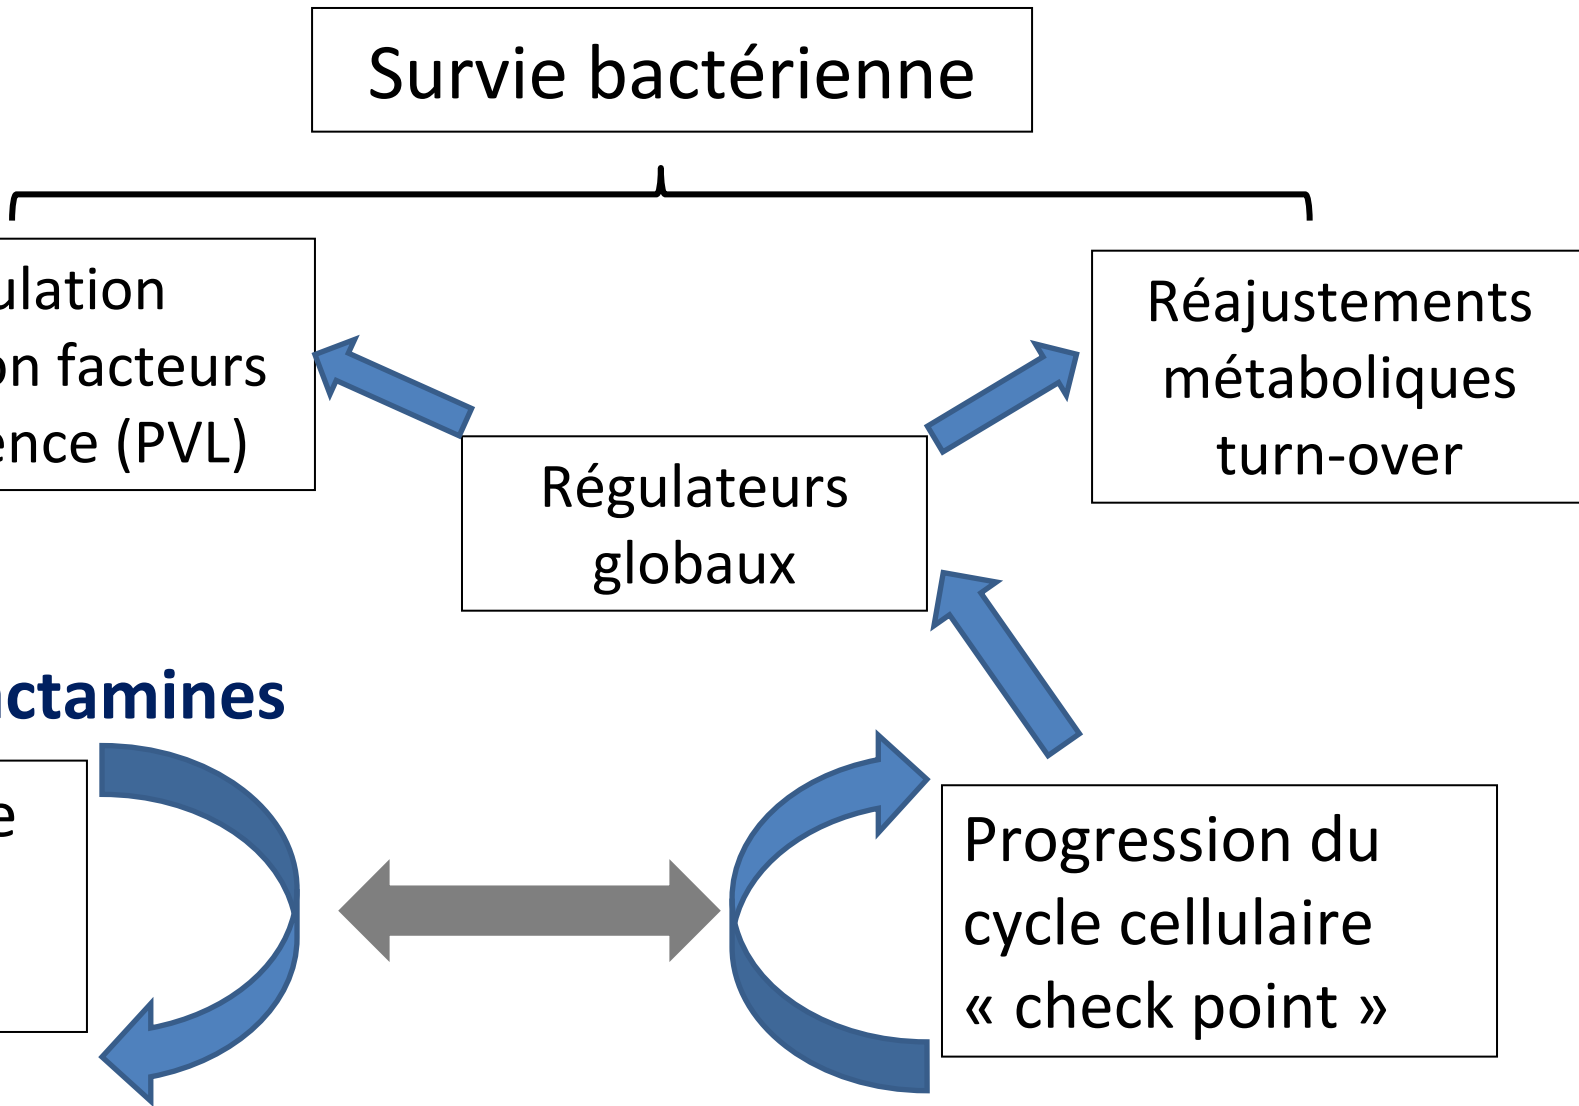 Survie bactérienne
ulation
on facteurs
ence (PVL)
Réajustements
métaboliques
turn-over
Régulateurs
globaux
actamines
e
Progression du
cycle cellulaire
« check point »